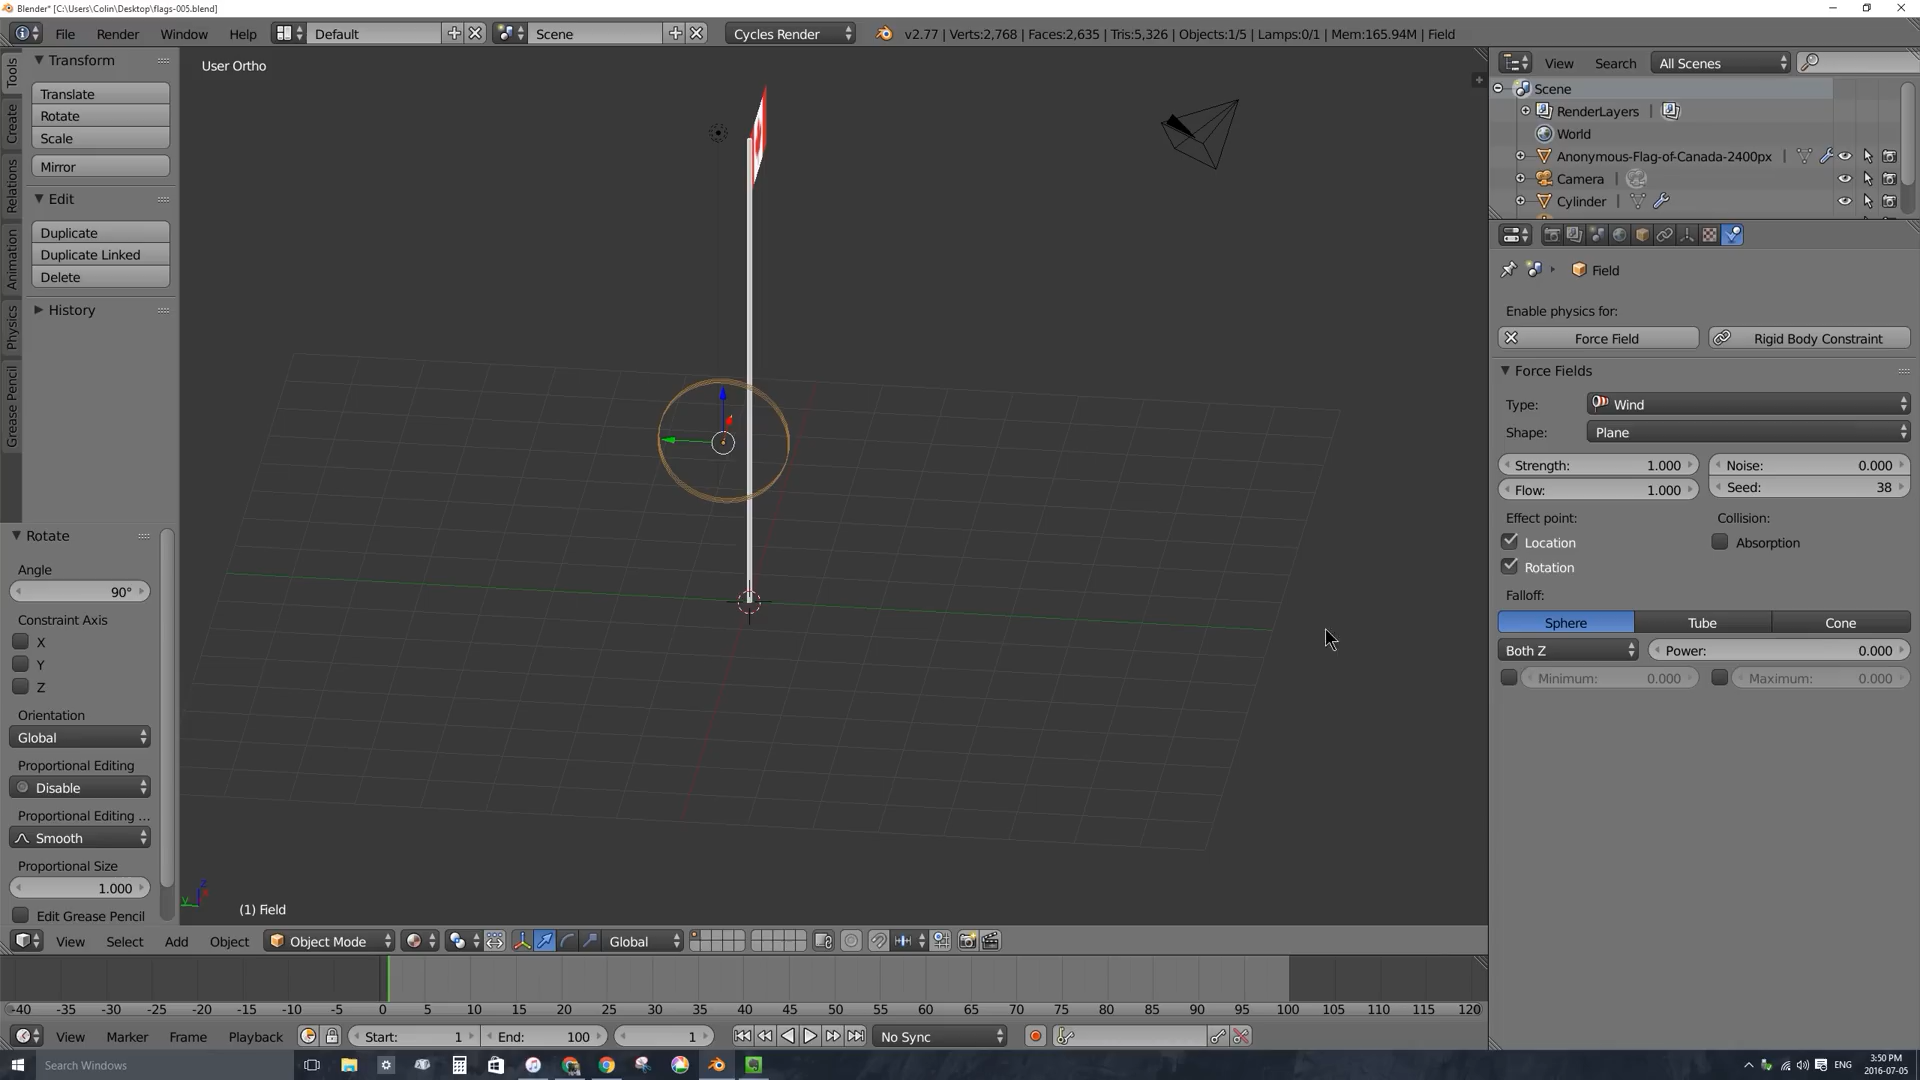 Blender* [C:\Users\Colin\Desktop\flags-005.blend]
File Render Window Help Default Scene Cycles Render v2.77 | Verts:2,768 | Faces:2,635 | Tris:5,326 | Objects:1/5 | Lamps:0/1 | Mem:165.94M | Field
Tools
Create
Relations
Animation
Physics
Grease Pencil
Transform
Translate
Rotate
Scale
Mirror
Edit
Duplicate
Duplicate Linked
Delete
History
Rotate
Angle
90°
Constraint Axis
X
Y
Z
Orientation
Global
Proportional Editing
Disable
Proportional Editing ...
Smooth
Proportional Size
1.000
Edit Grease Pencil
User Ortho
z
y
(1) Field
View Select Add Object Object Mode Global
View Search All Scenes
Scene
RenderLayers
World
Anonymous-Flag-of-Canada-2400px
Camera
Cylinder
Field
Enable physics for:
Force Field Rigid Body Constraint
Force Fields
Type: Wind
Shape: Plane
Strength: 1.000 Noise: 0.000
Flow: 1.000 Seed: 38
Effect point: Collision:
Location Absorption
Rotation
Falloff:
Sphere Tube Cone
Both Z Power: 0.000
Minimum: 0.000 Maximum: 0.000
-40 -35 -30 -25 -20 -15 -10 -5 0 5 10 15 20 25 30 35 40 45 50 55 60 65 70 75 80 85 90 95 100 105 110 115 120
View Marker Frame Playback Start: 1 End: 100 1 No Sync
Search Windows
ENG
3:50 PM
2016-07-05